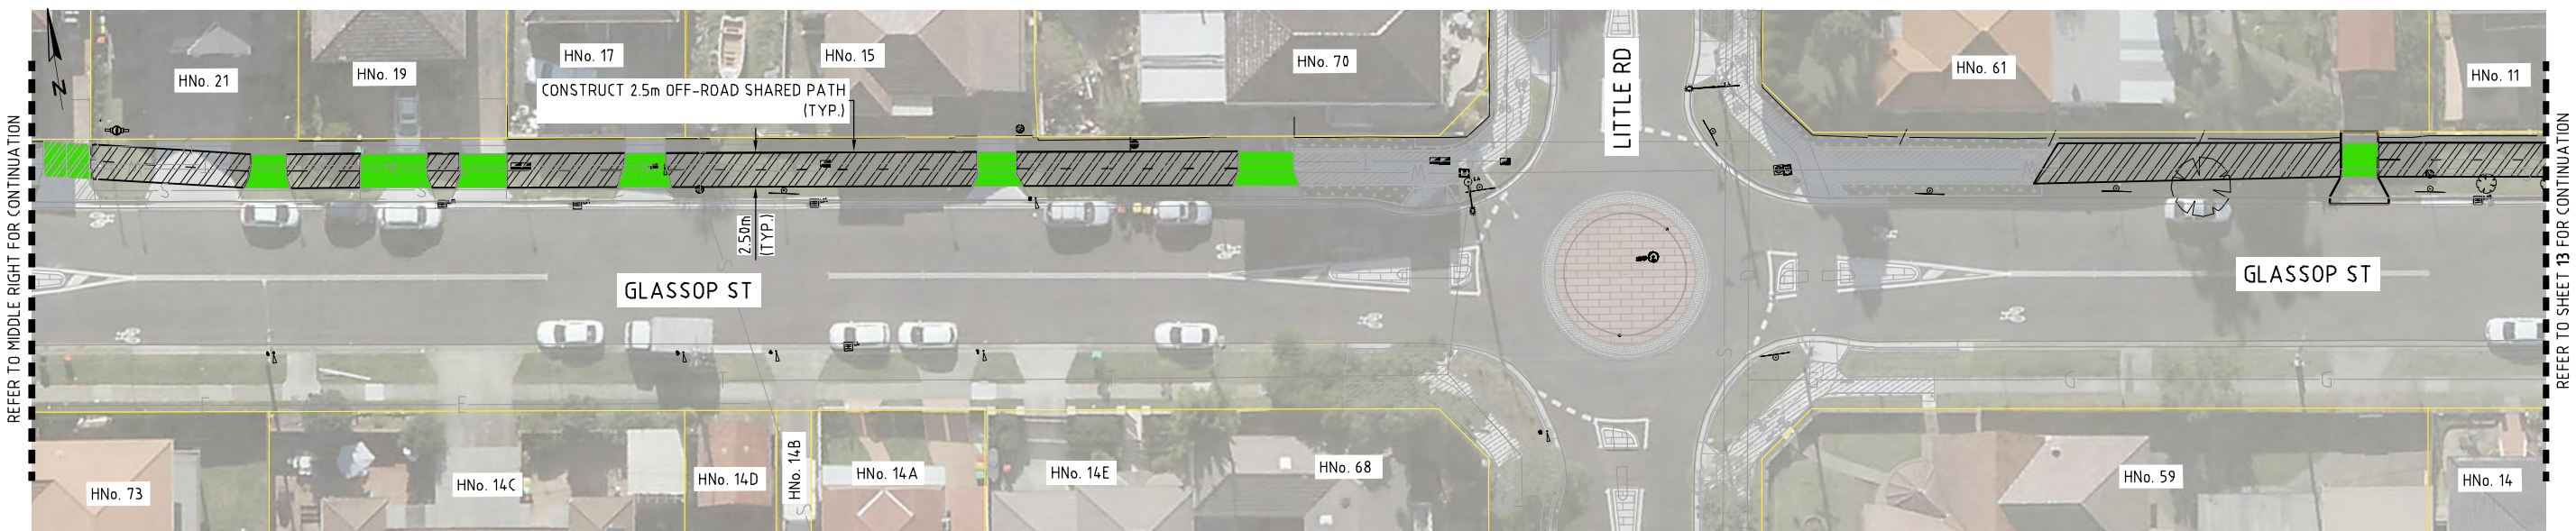 REFER TO MIDDLE RIGHT FOR CONTINUATION
N
HNo. 21
HNo. 19
HNo. 17
HNo. 15
HNo. 70
HNo. 61
HNo. 11
CONSTRUCT 2.5m OFF-ROAD SHARED PATH
(TYP.)
LITTLE RD
2.50m
(TYP.)
GLASSOP ST
GLASSOP ST
HNo. 73
HNo. 14C
HNo. 14D
HNo. 14B
HNo. 14A
HNo. 14E
HNo. 68
HNo. 59
HNo. 14
REFER TO SHEET 13 FOR CONTINUATION